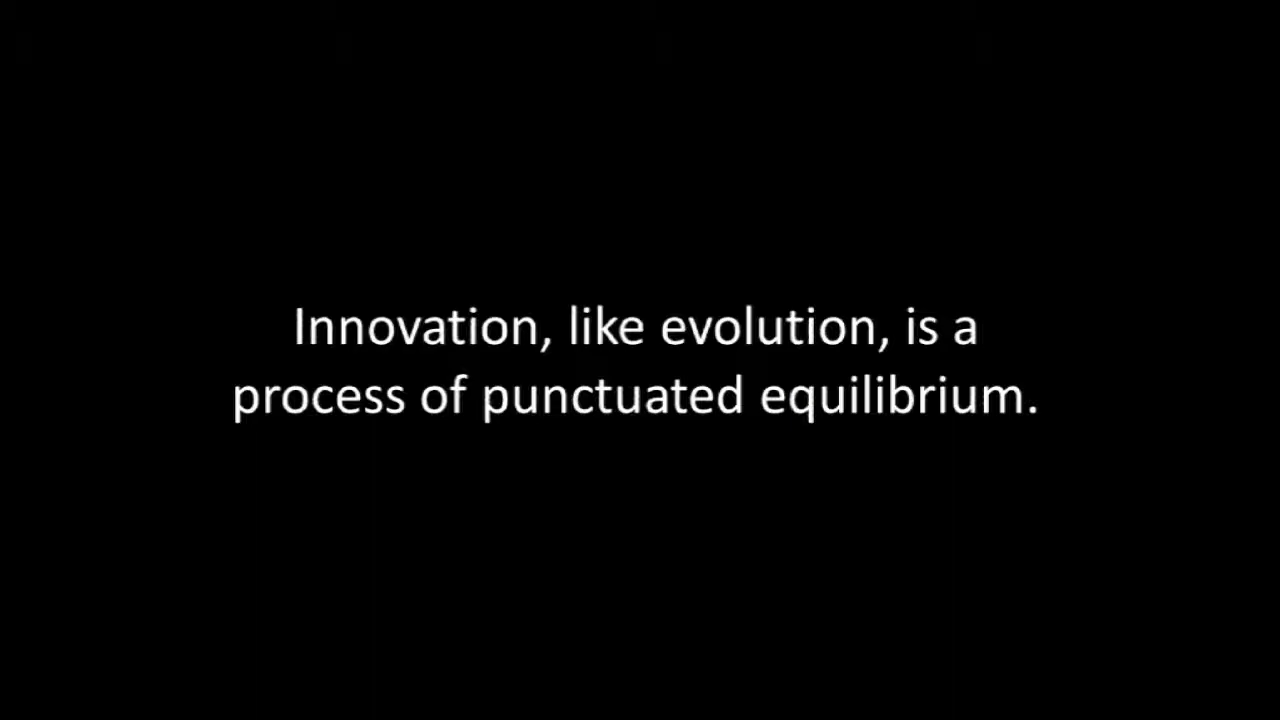 Innovation, like evolution, is a
process of punctuated equilibrium.